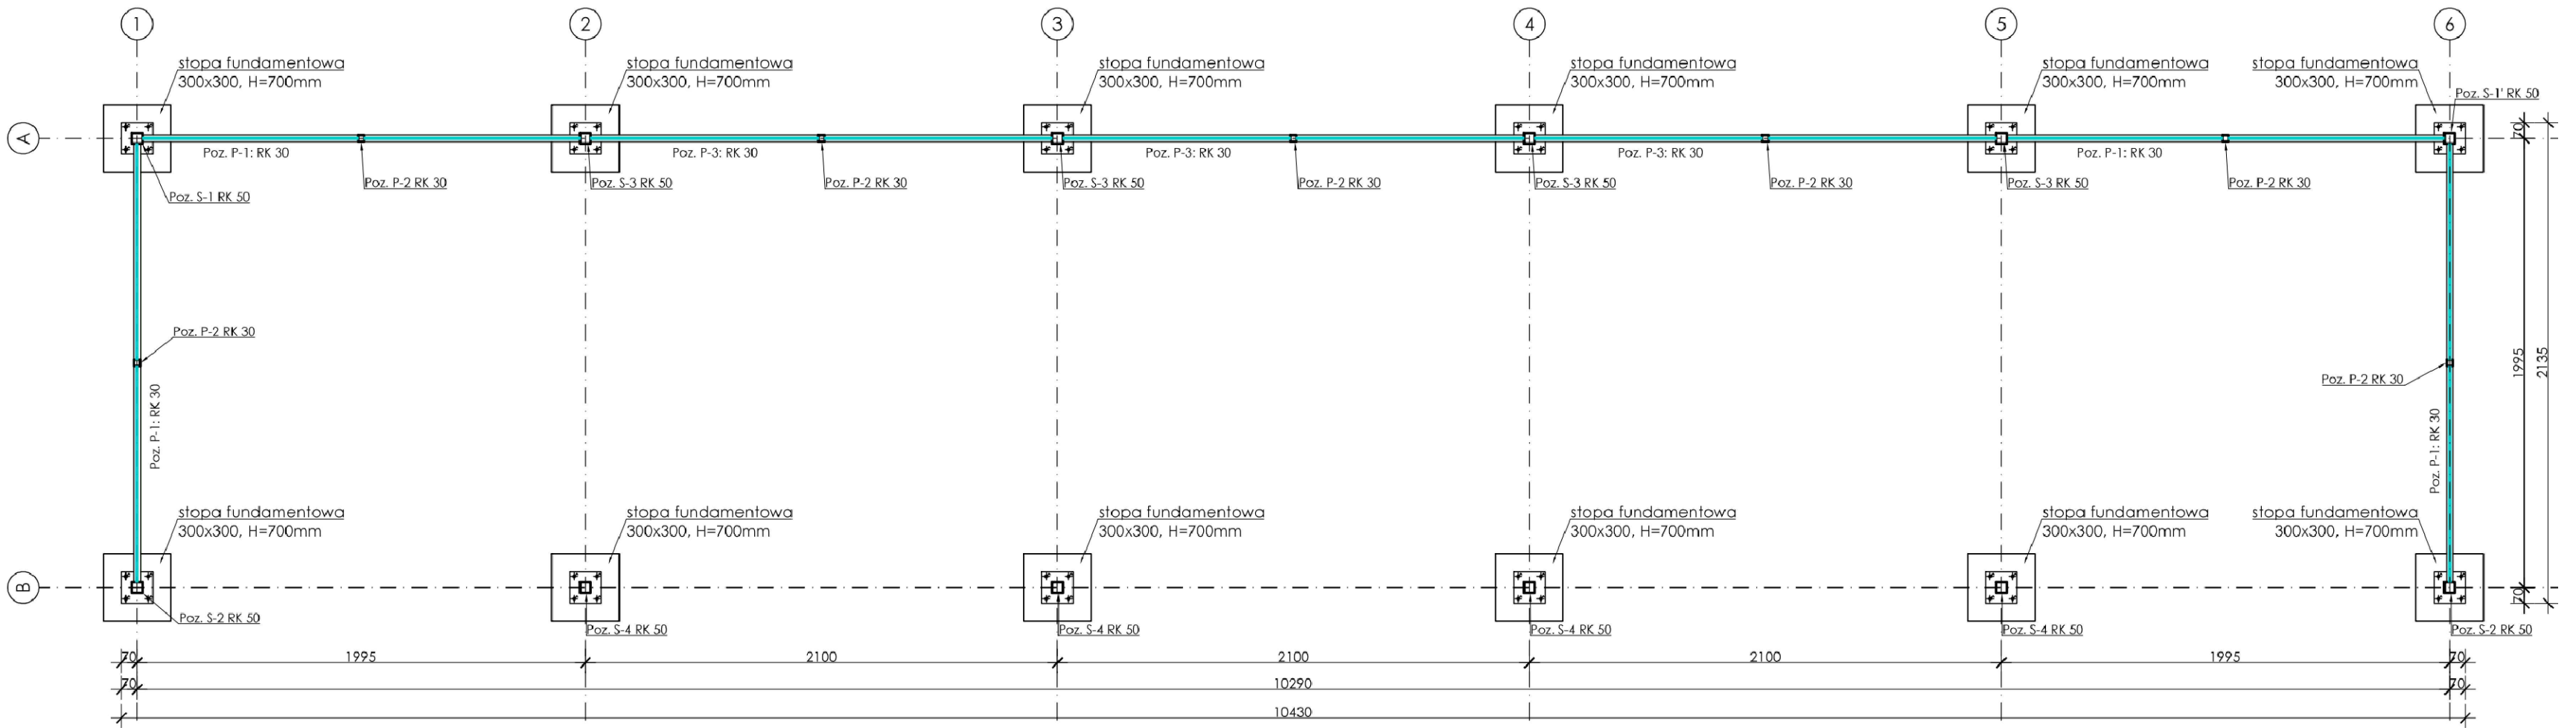 1
2
3
4
5
6
stopa fundamentowa
300x300, H=700mm
stopa fundamentowa
300x300, H=700mm
stopa fundamentowa
300x300, H=700mm
stopa fundamentowa
300x300, H=700mm
stopa fundamentowa
300x300, H=700mm
stopa fundamentowa
300x300, H=700mm
Poz. S-1' RK 50
A
Poz. P-1: RK 30
Poz. P-3: RK 30
Poz. P-3: RK 30
Poz. P-3: RK 30
Poz. P-1: RK 30
70
Poz. S-1 RK 50
Poz. P-2 RK 30
Poz. S-3 RK 50
Poz. P-2 RK 30
Poz. S-3 RK 50
Poz. P-2 RK 30
Poz. S-3 RK 50
Poz. P-2 RK 30
Poz. S-3 RK 50
Poz. P-2 RK 30
Poz. P-2 RK 30
Poz. P-1: RK 30
Poz. P-2 RK 30
Poz. P-1: RK 30
1995
2135
stopa fundamentowa
300x300, H=700mm
stopa fundamentowa
300x300, H=700mm
stopa fundamentowa
300x300, H=700mm
stopa fundamentowa
300x300, H=700mm
stopa fundamentowa
300x300, H=700mm
stopa fundamentowa
300x300, H=700mm
B
70
Poz. S-2 RK 50
Poz. S-4 RK 50
Poz. S-4 RK 50
Poz. S-4 RK 50
Poz. S-4 RK 50
Poz. S-2 RK 50
70
1995
2100
2100
2100
1995
70
70
10290
70
10430